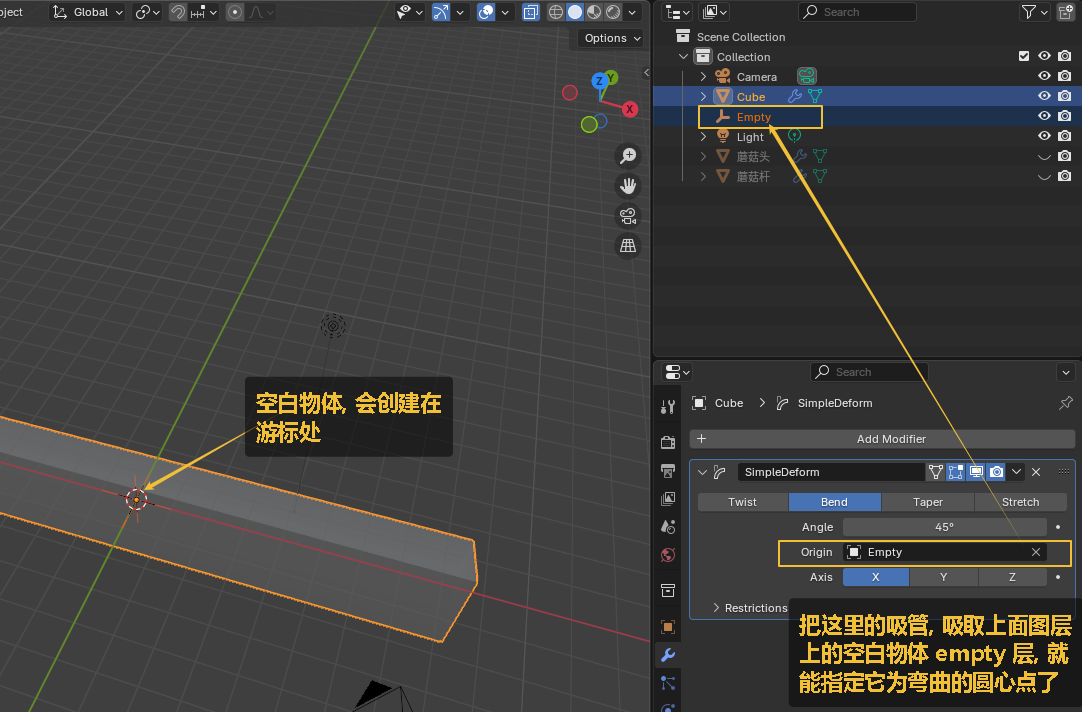 ject
Global
Options
Z
Y
X
空白物体, 会创建在
游标处
Search
Scene Collection
Collection
Camera
Cube
Empty
Light
蘑菇头
蘑菇杆
Search
Cube > SimpleDeform
+ Add Modifier
SimpleDeform
Twist Bend Taper Stretch
Angle 45°
Origin Empty
Axis X Y Z
Restrictions
把这里的吸管, 吸取上面图层
上的空白物体 empty 层, 就
能指定它为弯曲的圆心点了